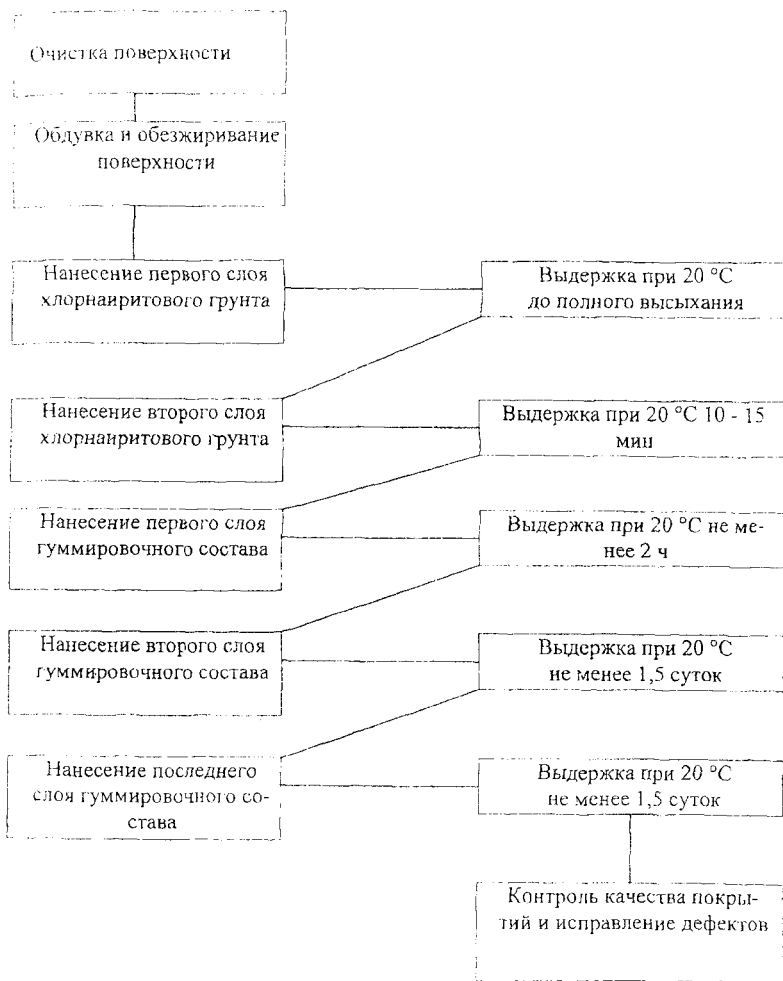 Очистка поверхности
Обдувка и обезжиривание
поверхности
Нанесение первого слоя
хлорнаиритового грунта
Выдержка при 20 °С
до полного высыхания
Нанесение второго слоя
хлорнаиритового грунта
Выдержка при 20 °С 10 - 15
мин
Нанесение первого слоя
гуммировочного состава
Выдержка при 20 °С не ме-
нее 2 ч
Нанесение второго слоя
гуммировочного состава
Выдержка при 20 °С
не менее 1,5 суток
Нанесение последнего
слоя гуммировочного со-
става
Выдержка при 20 °С
не менее 1,5 суток
Контроль качества покры-
тий и исправление дефектов